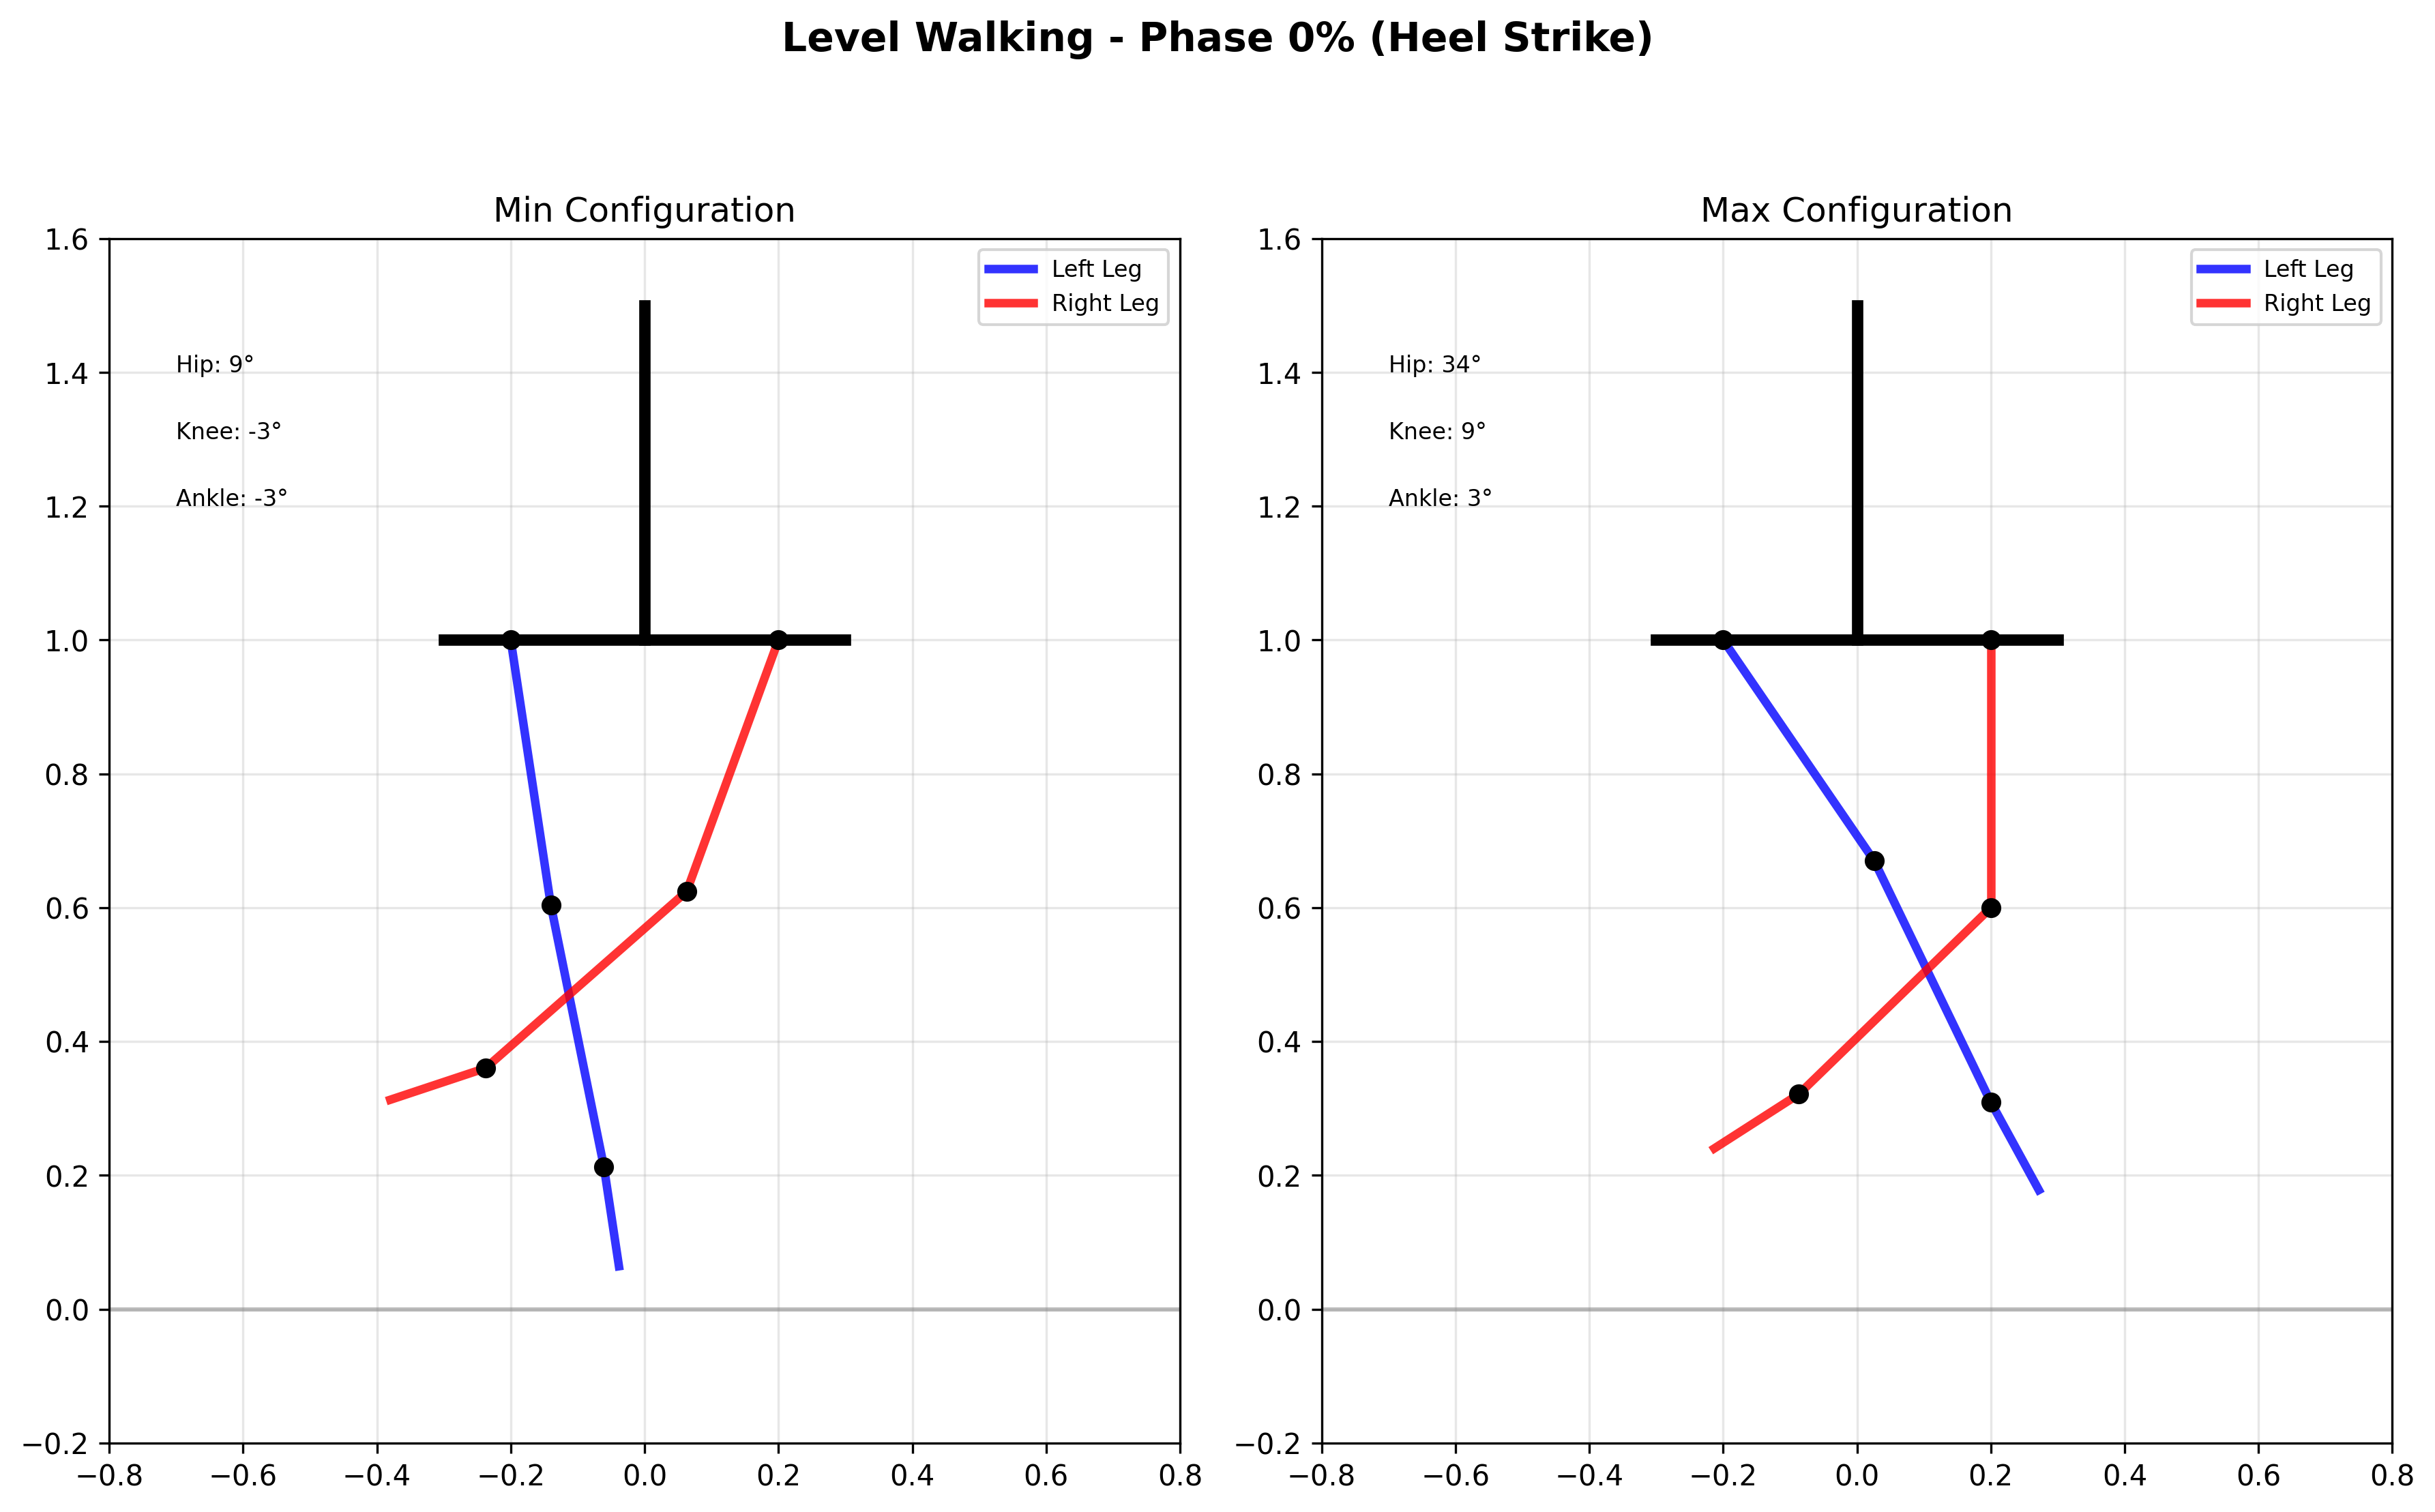 Level Walking - Phase 0% (Heel Strike)
Min Configuration
1.6
1.4
1.2
1.0
0.8
0.6
0.4
0.2
0.0
−0.2
−0.8 −0.6 −0.4 −0.2 0.0 0.2 0.4 0.6 0.8
Left Leg
Right Leg
Hip: 9°
Knee: -3°
Ankle: -3°
Max Configuration
1.6
1.4
1.2
1.0
0.8
0.6
0.4
0.2
0.0
−0.2
−0.8 −0.6 −0.4 −0.2 0.0 0.2 0.4 0.6 0.8
Left Leg
Right Leg
Hip: 34°
Knee: 9°
Ankle: 3°